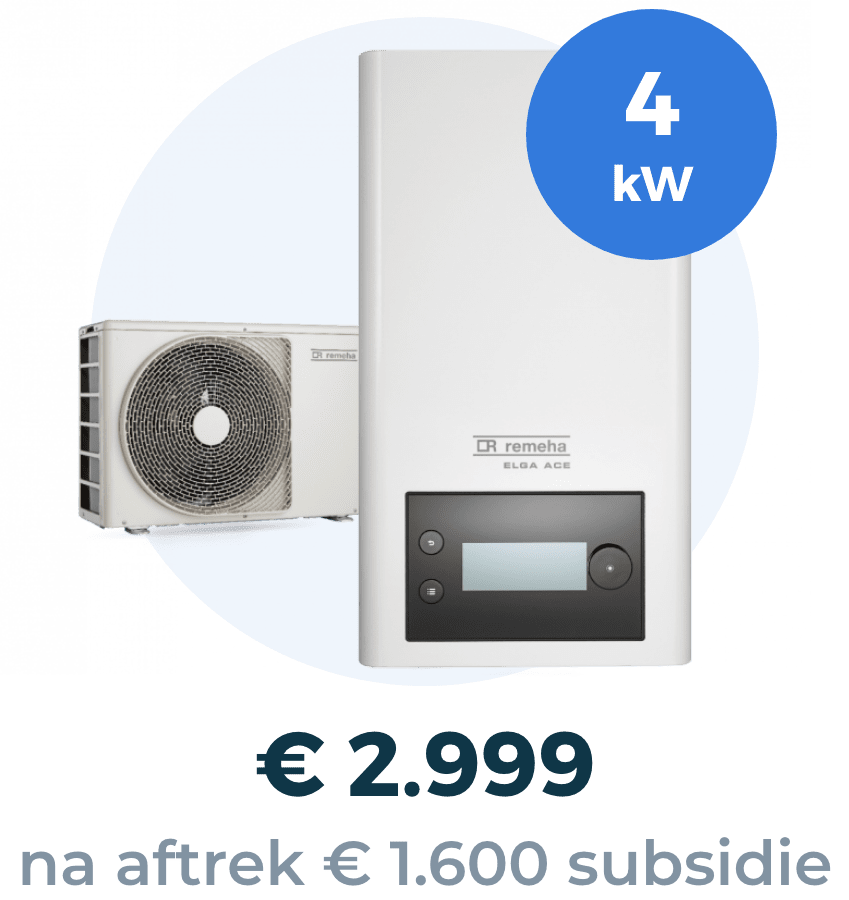 4
kW
remeha
remeha
ELGA ACE
€ 2.999
na aftrek € 1.600 subsidie